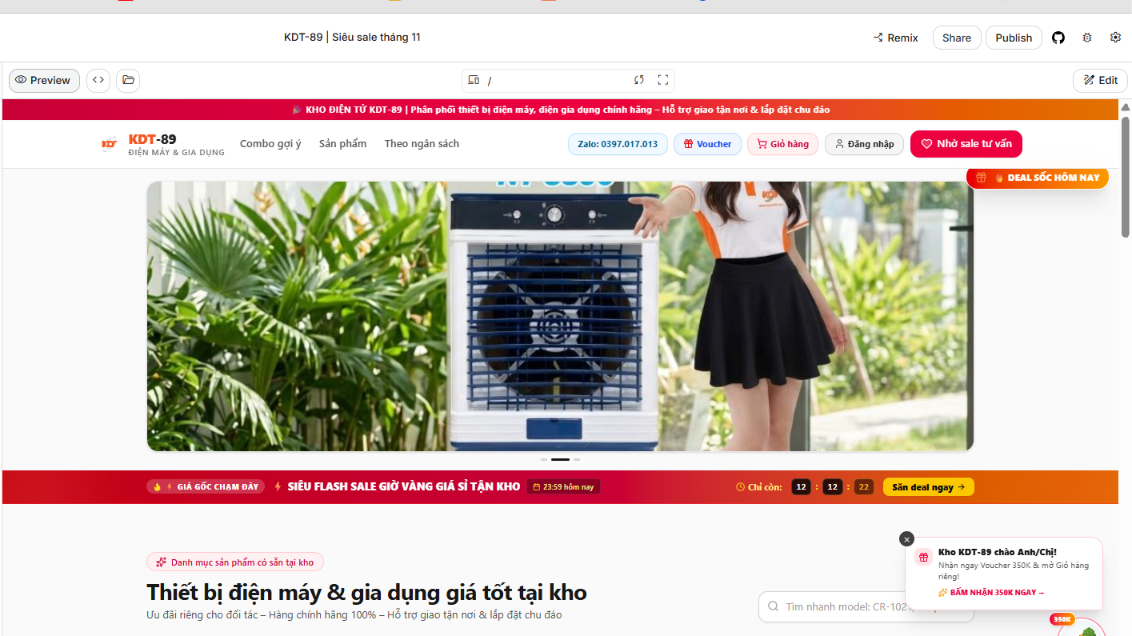 KDT-89 | Siêu sale tháng 11
Remix
Share
Publish
Preview
/
Edit
KHO ĐIỆN TỬ KDT-89 | Phân phối thiết bị điện máy, điện gia dụng chính hãng – Hỗ trợ giao tận nơi & lắp đặt chu đáo
KDT-89
ĐIỆN MÁY & GIA DỤNG
Combo gợi ý
Sản phẩm
Theo ngân sách
Zalo: 0397.017.013
Voucher
Giỏ hàng
Đăng nhập
Nhờ sale tư vấn
DEAL SỐC HÔM NAY
GIÁ GỐC CHẠM ĐÁY
SIÊU FLASH SALE GIỜ VÀNG GIÁ SỈ TẬN KHO
23:59 hôm nay
Chỉ còn:
12 : 12 : 22
Săn deal ngay →
Danh mục sản phẩm có sẵn tại kho
Thiết bị điện máy & gia dụng giá tốt tại kho
Ưu đãi riêng cho đối tác – Hàng chính hãng 100% – Hỗ trợ giao tận nơi & lắp đặt chu đáo
Tìm nhanh model:
Kho KDT-89 chào Anh/Chị!
Nhận ngay Voucher 350K & mở Giỏ hàng
riêng!
BẤM NHẬN 350K NGAY →
350K